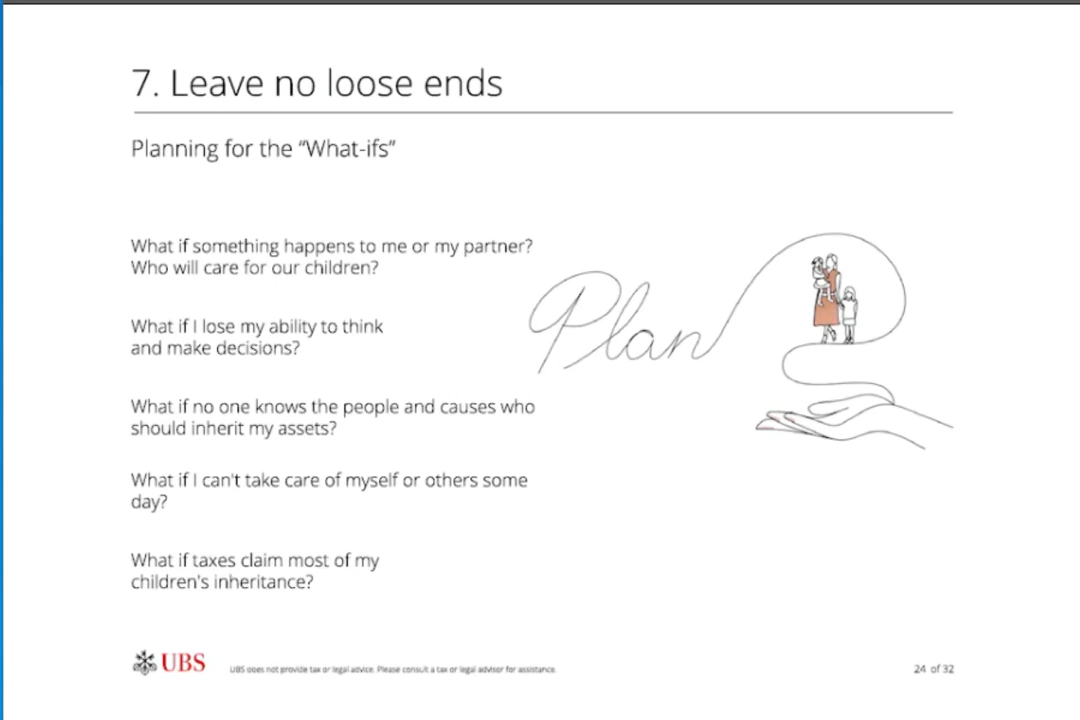 7. Leave no loose ends
Planning for the “What-ifs”
What if something happens to me or my partner?
Who will care for our children?
Plan
What if I lose my ability to think
and make decisions?
What if no one knows the people and causes who
should inherit my assets?
What if I can't take care of myself or others some
day?
What if taxes claim most of my
children's inheritance?
UBS
UBS does not provide tax or legal advice. Please consult a tax or legal advisor for assistance.
24 of 32